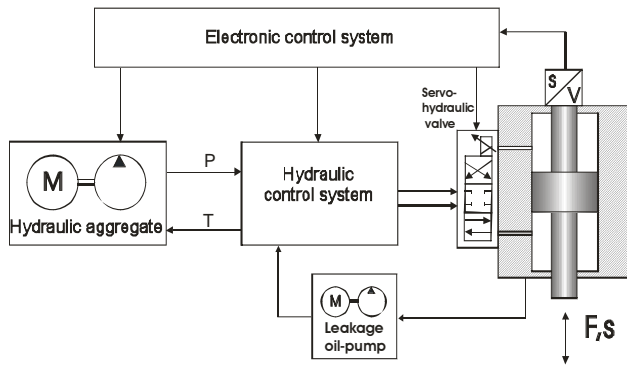 Electronic control system
S
V
Servo-
hydraulic
valve
M
Hydraulic aggregate
P
T
Hydraulic
control system
M
Leakage
oil-pump
F,s